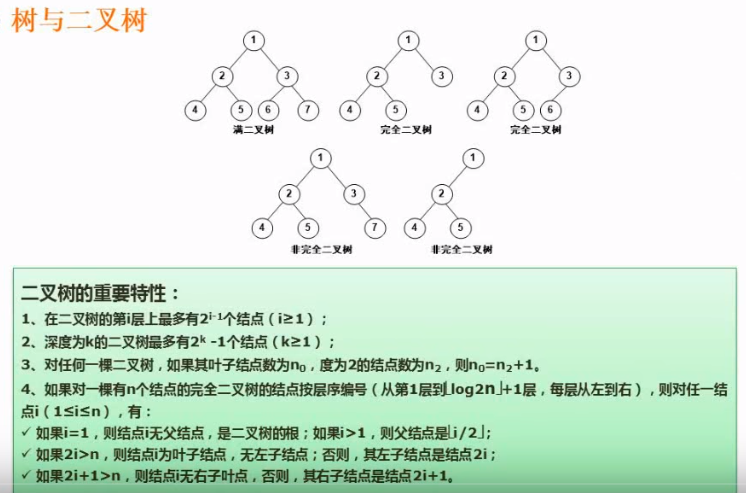 树与二叉树
1 1 1
2 3 2 3 2 3
4 5 6 7 4 5 4 5 6
满二叉树 完全二叉树 完全二叉树
1 1
2 3 2
4 5 7 4 5
非完全二叉树 非完全二叉树
二叉树的重要特性：
1、在二叉树的第i层上最多有2^{i-1}个结点（i≥1）；
2、深度为k的二叉树最多有2^k -1个结点（k≥1）；
3、对任何一棵二叉树，如果其叶子结点数为n₀，度为2的结点数为n₂，则n₀=n₂+1。
4、如果对一棵有n个结点的完全二叉树的结点按层序编号（从第1层到⌊log2n⌋+1层，每层从左到右），则对任一结
点i（1≤i≤n），有：
✓ 如果i=1，则结点i无父结点，是二叉树的根；如果i>1，则父结点是⌊i/2⌋；
✓ 如果2i>n，则结点i为叶子结点，无左子结点；否则，其左子结点是结点2i；
✓ 如果2i+1>n，则结点i无右子叶点，否则，其右子结点是结点2i+1。